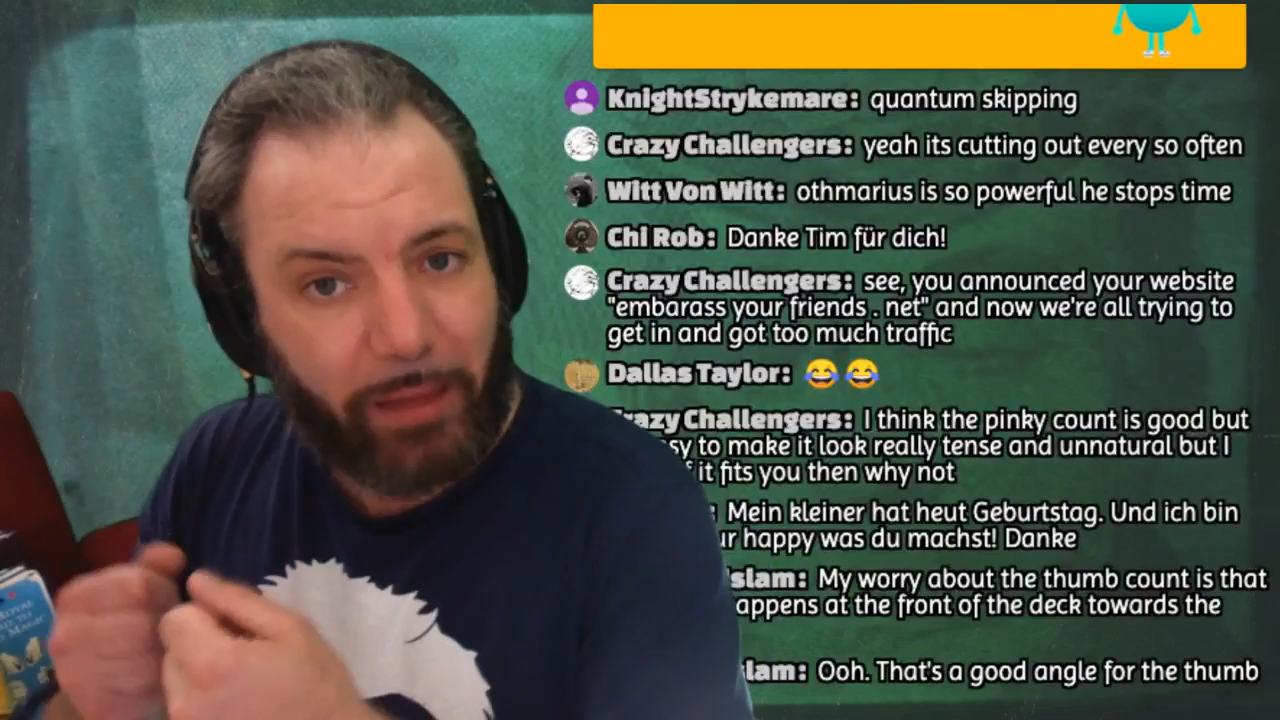 KnightStrykemare: quantum skipping
Crazy Challengers: yeah its cutting out every so often
Witt Von Witt: othmarius is so powerful he stops time
Chi Rob: Danke Tim für dich!
Crazy Challengers: see, you announced your website
"embarass your friends . net" and now we're all trying to
get in and got too much traffic
Dallas Taylor: 😂😂
Challengers: I think the pinky count is good but
to make it look really tense and unnatural but I
it fits you then why not
Mein kleiner hat heut Geburtstag. Und ich bin
happy was du machst! Danke
My worry about the thumb count is that
at the front of the deck towards the
Ooh. That's a good angle for the thumb
ROYAL
TO
MAGIC